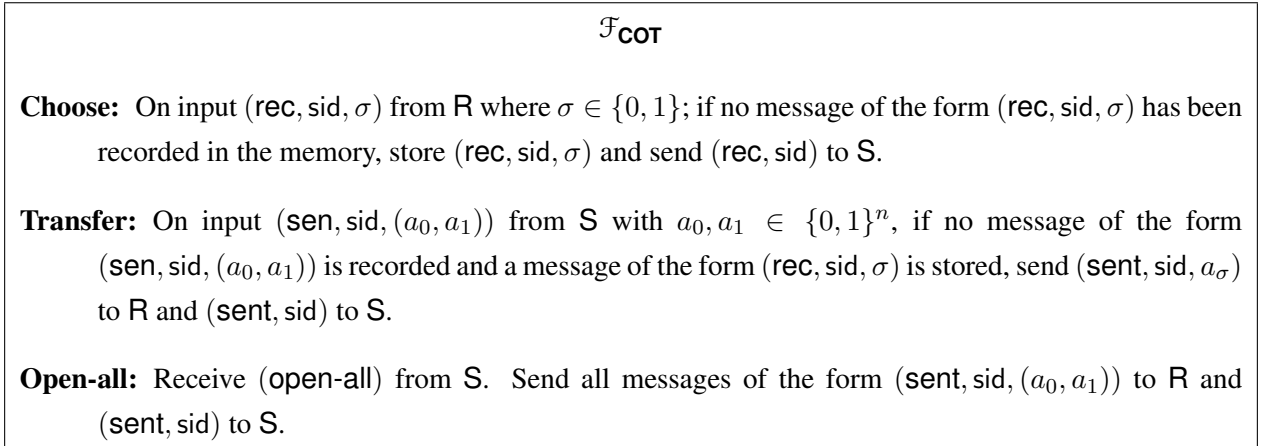 ℱCOT
Choose: On input (rec, sid, σ) from R where σ ∈ {0, 1}; if no message of the form (rec, sid, σ) has been
recorded in the memory, store (rec, sid, σ) and send (rec, sid) to S.
Transfer: On input (sen, sid, (a₀, a₁)) from S with a₀, a₁ ∈ {0, 1}ⁿ, if no message of the form
(sen, sid, (a₀, a₁)) is recorded and a message of the form (rec, sid, σ) is stored, send (sent, sid, aσ)
to R and (sent, sid) to S.
Open-all: Receive (open-all) from S. Send all messages of the form (sent, sid, (a₀, a₁)) to R and
(sent, sid) to S.